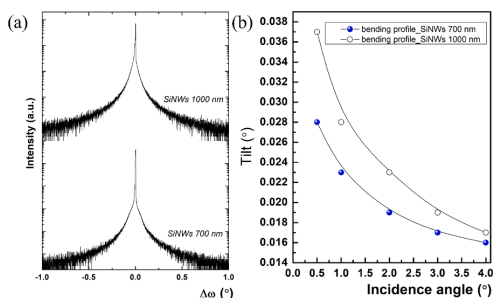 (a)
Intensity (a.u.)
SiNWs 1000 nm
SiNWs 700 nm
-1.0 -0.5 0.0 0.5 1.0
Δω (°)
(b)
Tilt (°)
0.038
0.036
0.034
0.032
0.030
0.028
0.026
0.024
0.022
0.020
0.018
0.016
0.014
bending profile_SiNWs 700 nm
bending profile_SiNWs 1000 nm
0.0 0.5 1.0 1.5 2.0 2.5 3.0 3.5 4.0
Incidence angle (°)